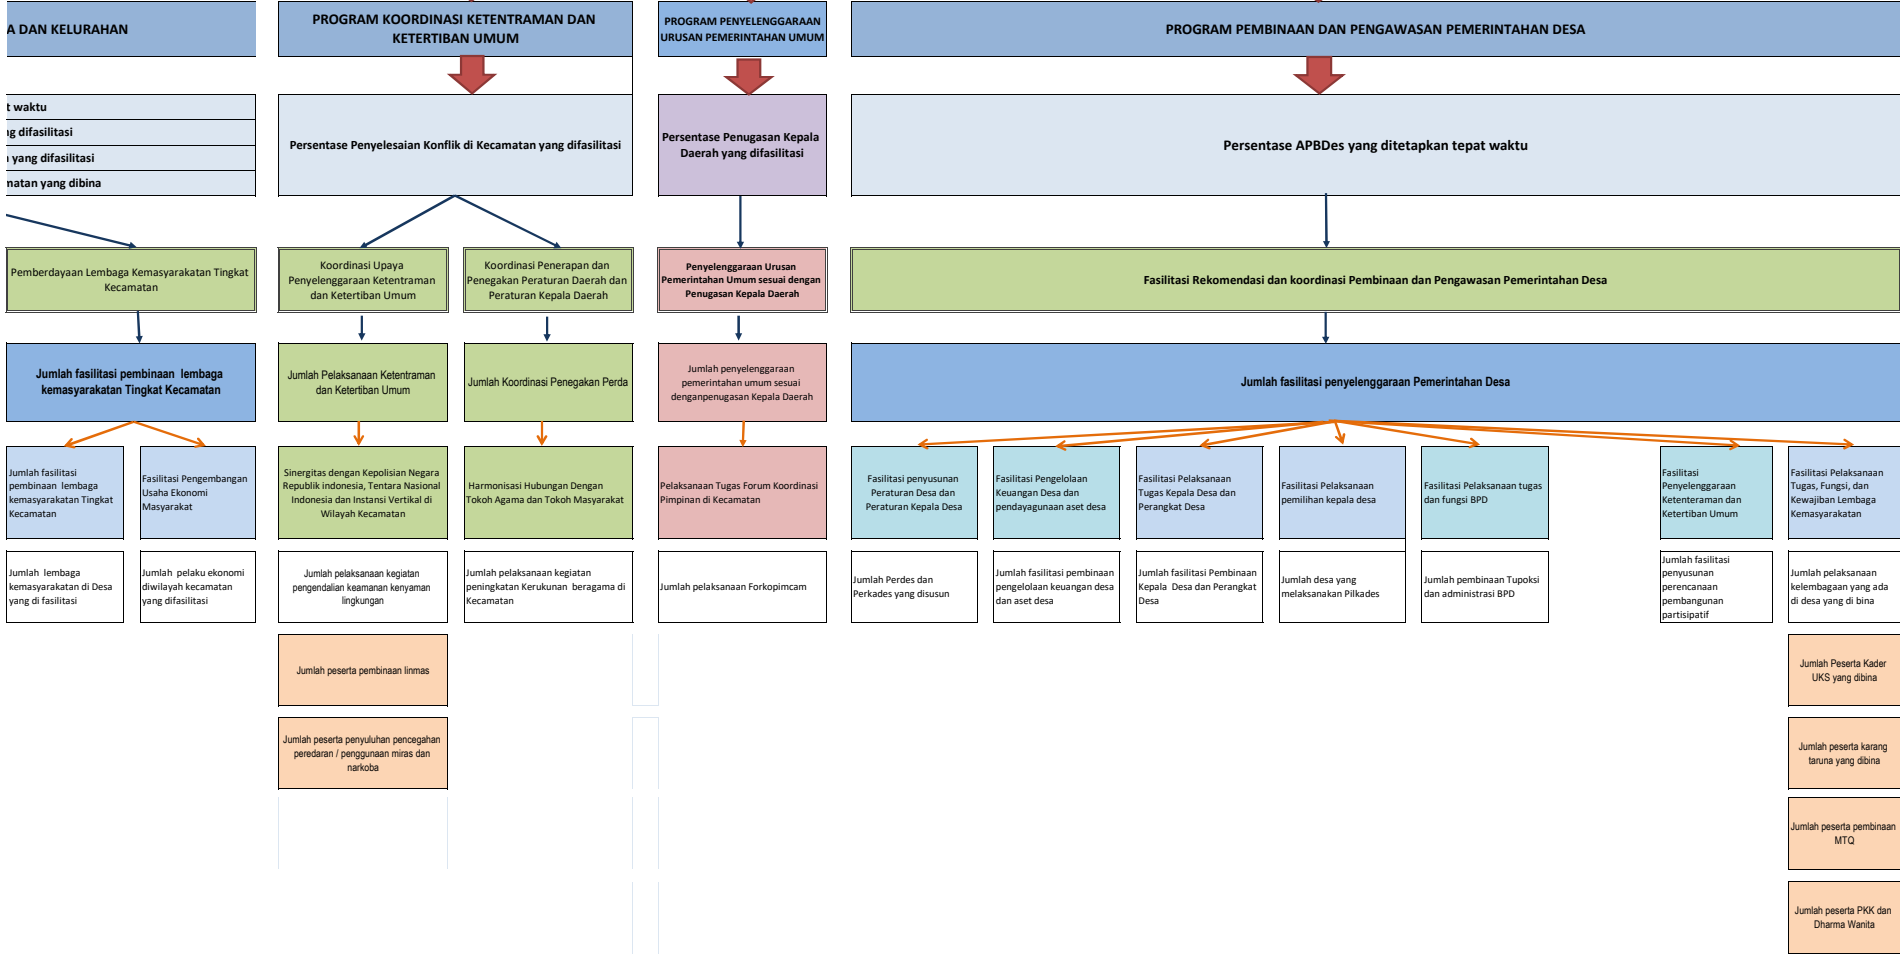 A DAN KELURAHAN
PROGRAM KOORDINASI KETENTRAMAN DAN
KETERTIBAN UMUM
PROGRAM PENYELENGGARAAN
URUSAN PEMERINTAHAN UMUM
PROGRAM PEMBINAAN DAN PENGAWASAN PEMERINTAHAN DESA
t waktu
ng difasilitasi
yang difasilitasi
matan yang dibina
Persentase Penyelesaian Konflik di Kecamatan yang difasilitasi
Persentase Penugasan Kepala
Daerah yang difasilitasi
Persentase APBDes yang ditetapkan tepat waktu
Pemberdayaan Lembaga Kemasyarakatan Tingkat
Kecamatan
Koordinasi Upaya
Penyelenggaraan Ketentraman
dan Ketertiban Umum
Koordinasi Penerapan dan
Penegakan Peraturan Daerah dan
Peraturan Kepala Daerah
Penyelenggaraan Urusan
Pemerintahan Umum sesuai dengan
Penugasan Kepala Daerah
Fasilitasi Rekomendasi dan koordinasi Pembinaan dan Pengawasan Pemerintahan Desa
Jumlah fasilitasi pembinaan lembaga
kemasyarakatan Tingkat Kecamatan
Jumlah Pelaksanaan Ketentraman
dan Ketertiban Umum
Jumlah Koordinasi Penegakan Perda
Jumlah penyelenggaraan
pemerintahan umum sesuai
denganpenugasan Kepala Daerah
Jumlah fasilitasi penyelenggaraan Pemerintahan Desa
Jumlah fasilitasi
pembinaan lembaga
kemasyarakatan Tingkat
Kecamatan
Fasilitasi Pengembangan
Usaha Ekonomi
Masyarakat
Sinergitas dengan Kepolisian Negara
Republik indonesia, Tentara Nasional
Indonesia dan Instansi Vertikal di
Wilayah Kecamatan
Harmonisasi Hubungan Dengan
Tokoh Agama dan Tokoh Masyarakat
Pelaksanaan Tugas Forum Koordinasi
Pimpinan di Kecamatan
Fasilitasi penyusunan
Peraturan Desa dan
Peraturan Kepala Desa
Fasilitasi Pengelolaan
Keuangan Desa dan
pendayagunaan aset desa
Fasilitasi Pelaksanaan
Tugas Kepala Desa dan
Perangkat Desa
Fasilitasi Pelaksanaan
pemilihan kepala desa
Fasilitasi Pelaksanaan tugas
dan fungsi BPD
Fasilitasi
Penyelenggaraan
Ketenteraman dan
Ketertiban Umum
Fasilitasi Pelaksanaan
Tugas, Fungsi, dan
Kewajiban Lembaga
Kemasyarakatan
Jumlah lembaga
kemasyarakatan di Desa
yang di fasilitasi
Jumlah pelaku ekonomi
diwilayah kecamatan
yang difasilitasi
Jumlah pelaksanaan kegiatan
pengendalian keamanan kenyaman
lingkungan
Jumlah pelaksanaan kegiatan
peningkatan Kerukunan beragama di
Kecamatan
Jumlah pelaksanaan Forkopimcam
Jumlah Perdes dan
Perkades yang disusun
Jumlah fasilitasi pembinaan
pengelolaan keuangan desa
dan aset desa
Jumlah fasilitasi Pembinaan
Kepala Desa dan Perangkat
Desa
Jumlah desa yang
melaksanakan Pilkades
Jumlah pembinaan Tupoksi
dan administrasi BPD
Jumlah fasilitasi
penyusunan
perencanaan
pembangunan
partisipatif
Jumlah pelaksanaan
kelembagaan yang ada
di desa yang di bina
Jumlah peserta pembinaan linmas
Jumlah Peserta Kader
UKS yang dibina
Jumlah peserta penyuluhan pencegahan
peredaran / penggunaan miras dan
narkoba
Jumlah peserta karang
taruna yang dibina
Jumlah peserta pembinaan
MTQ
Jumlah peserta PKK dan
Dharma Wanita